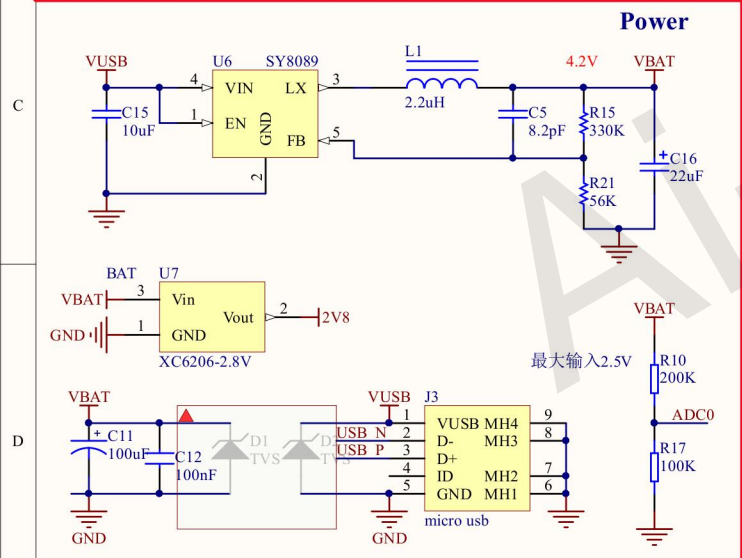 Power
C
VUSB
C15
10uF
U6
SY8089
4
VIN
LX
3
1
EN
GND
FB
5
2
L1
2.2uH
4.2V
VBAT
C5
8.2pF
R15
330K
R21
56K
+
C16
22uF
Ai
BAT
U7
VBAT
3
Vin
Vout
2
2V8
GND
1
GND
XC6206-2.8V
VBAT
最大输入2.5V
R10
200K
ADC0
R17
100K
D
VBAT
+
C11
100uF
C12
100nF
GND
D1
TVS
D2
TVS
VUSB
USB_N
USB_P
J3
1
VUSB
MH4
9
2
D-
MH3
8
3
D+
4
ID
MH2
7
5
GND
MH1
6
micro usb
GND
GND